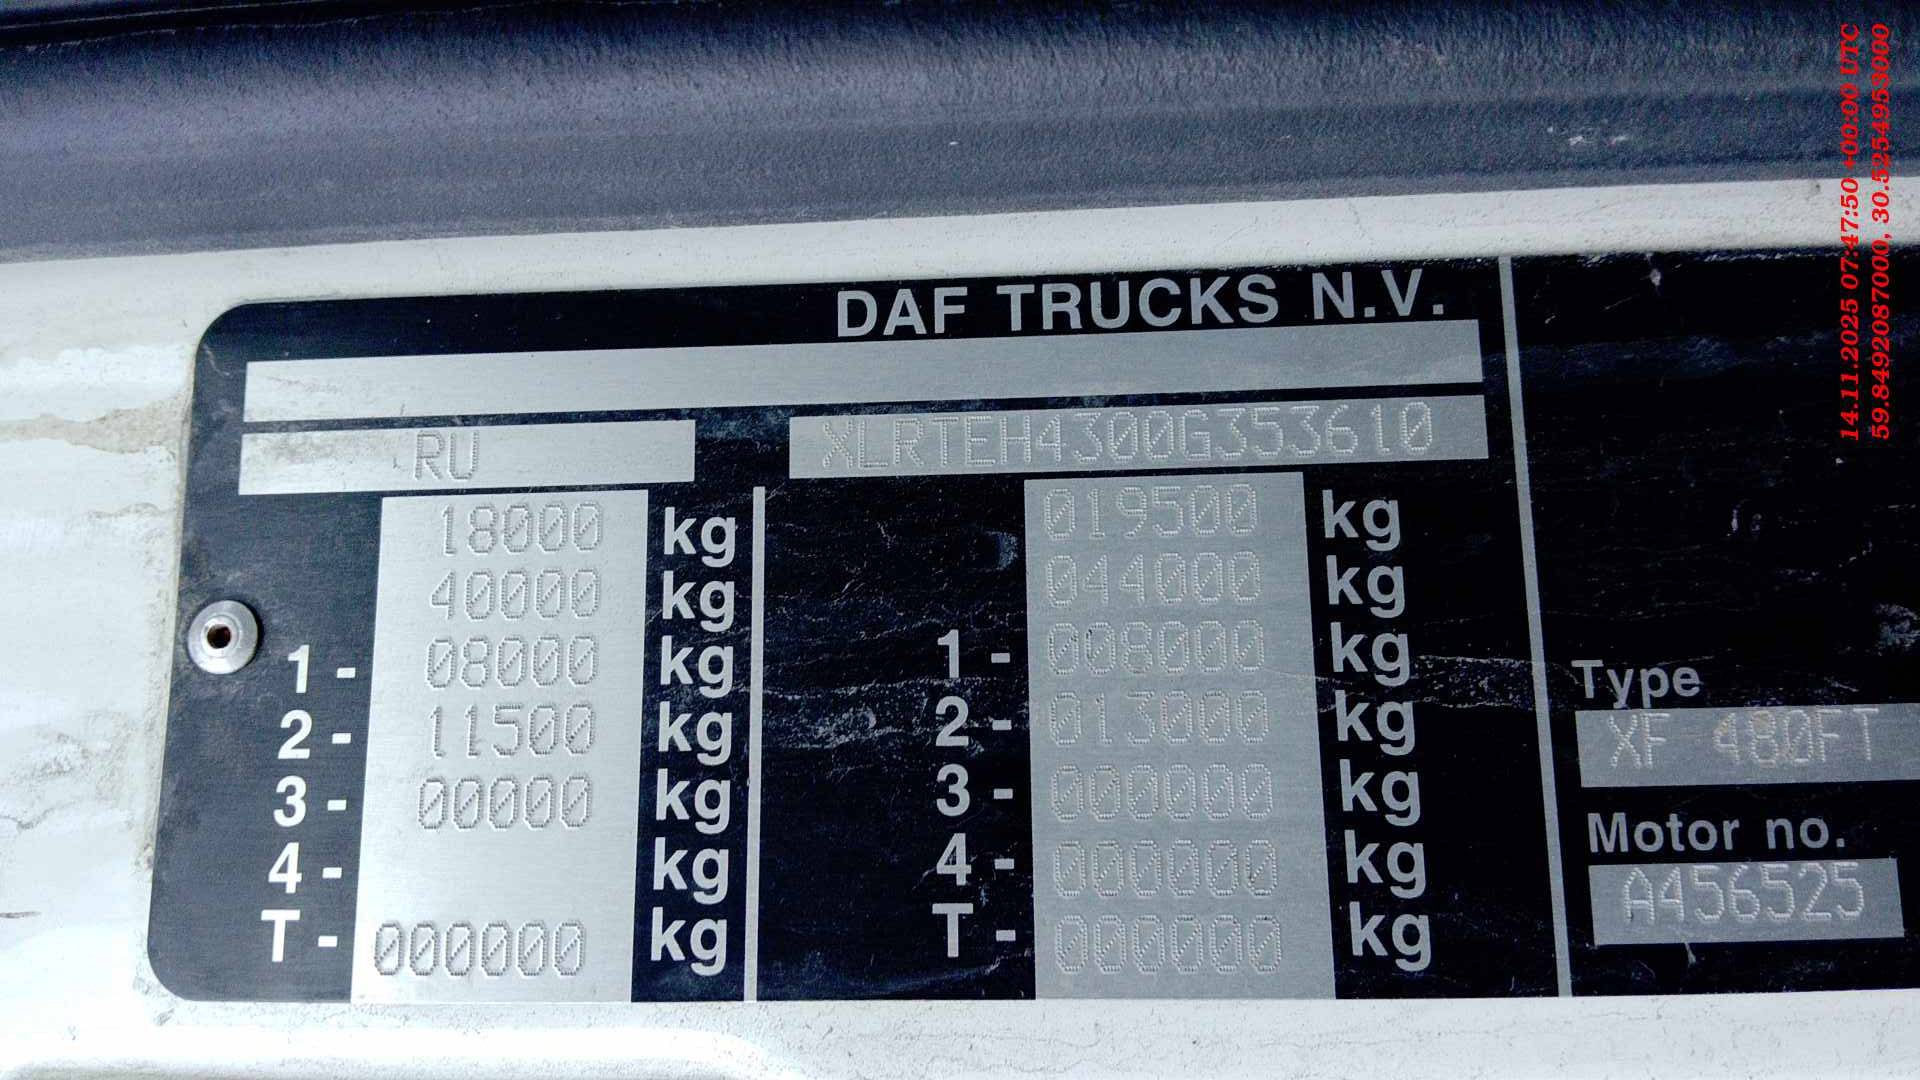 DAF TRUCKS N.V.
RU XLRTEH4300G353610
18000 kg 019500 kg
40000 kg 044000 kg
1 - 08000 kg 1 - 008000 kg
2 - 11500 kg 2 - 013000 kg
3 - 00000 kg 3 - 000000 kg
4 - kg 4 - 000000 kg
T - 000000 kg T - 000000 kg
Type
XF 480FT
Motor no.
A456525
14.11.2025 07:47:50+00:00 UTC
59.8492087000, 30.5254953000